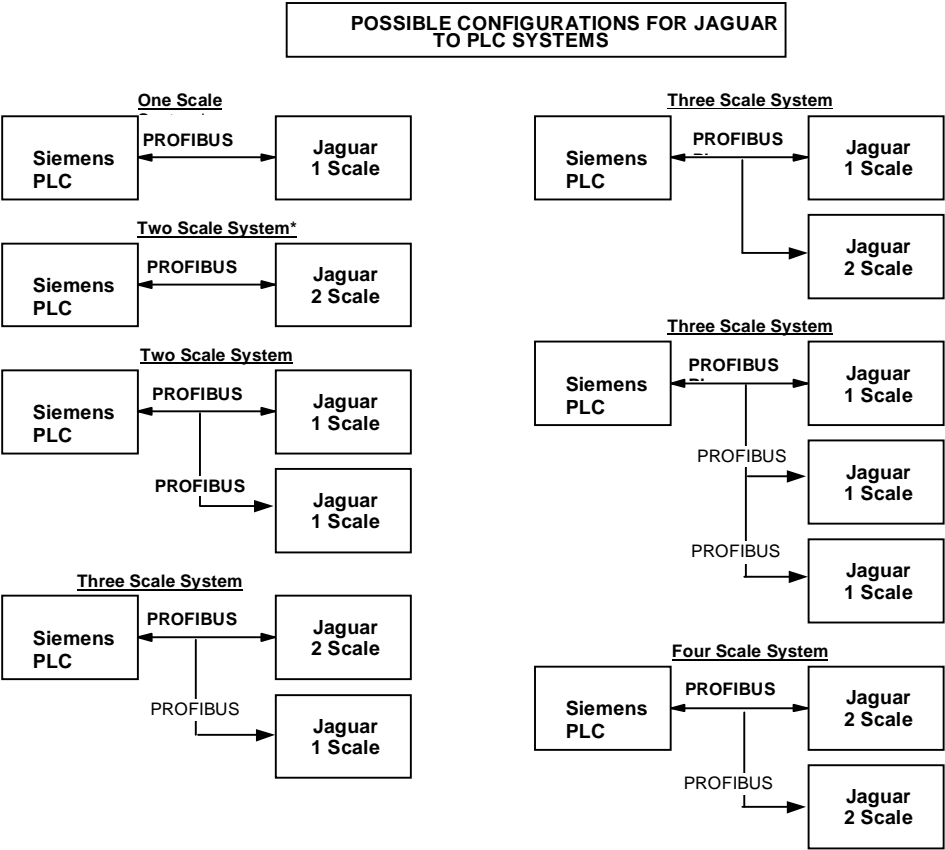 POSSIBLE CONFIGURATIONS FOR JAGUAR
TO PLC SYSTEMS
One Scale
PROFIBUS
Siemens
PLC
Jaguar
1 Scale
Two Scale System*
PROFIBUS
Siemens
PLC
Jaguar
2 Scale
Two Scale System
PROFIBUS
Siemens
PLC
Jaguar
1 Scale
PROFIBUS
Jaguar
1 Scale
Three Scale System
PROFIBUS
Siemens
PLC
Jaguar
2 Scale
PROFIBUS
Jaguar
1 Scale
Three Scale System
PROFIBUS
Siemens
PLC
Jaguar
1 Scale
Jaguar
2 Scale
Three Scale System
PROFIBUS
Siemens
PLC
Jaguar
1 Scale
PROFIBUS
Jaguar
1 Scale
PROFIBUS
Jaguar
1 Scale
Four Scale System
PROFIBUS
Siemens
PLC
Jaguar
2 Scale
PROFIBUS
Jaguar
2 Scale